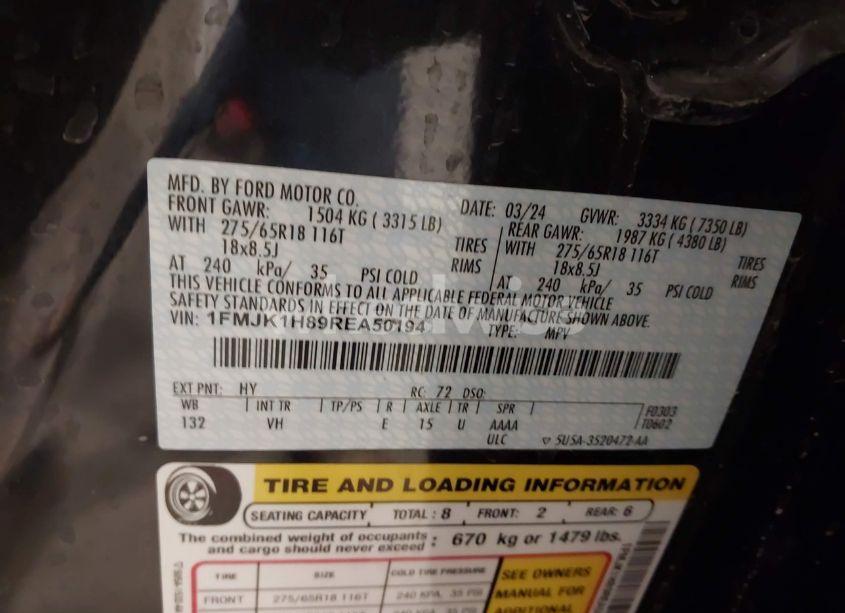 MFD. BY FORD MOTOR CO.
DATE: 03/24 GVWR: 3334 KG (7350 LB)
FRONT GAWR: 1504 KG (3315 LB) REAR GAWR: 1987 KG (4380 LB)
WITH 275/65R18 116T TIRES WITH 275/65R18 116T TIRES
18x8.5J RIMS 18x8.5J RIMS
AT 240 kPa/ 35 PSI COLD AT 240 kPa/ 35 PSI COLD
THIS VEHICLE CONFORMS TO ALL APPLICABLE FEDERAL MOTOR VEHICLE
SAFETY STANDARDS IN EFFECT ON THE DATE OF MANUFACTURE SHOWN ABOVE.
VIN: 1FMJK1H89REA50194 TYPE: MPV
EXT PNT: HY RC: 72 DSO:
WB INT TR TP/PS R AXLE TR SPR F0303
132 VH E 15 U AAAA T0602
ULC 5USA-3520472-AA
TIRE AND LOADING INFORMATION
SEATING CAPACITY TOTAL : 8 FRONT: 2 REAR: 6
The combined weight of occupants
and cargo should never exceed : 670 kg or 1479 lbs.
TIRE SIZE COLD TIRE PRESSURE SEE OWNERS
FRONT 275/65R18 116T 240 KPA, 35 PSI MANUAL FOR
ADDITIONAL